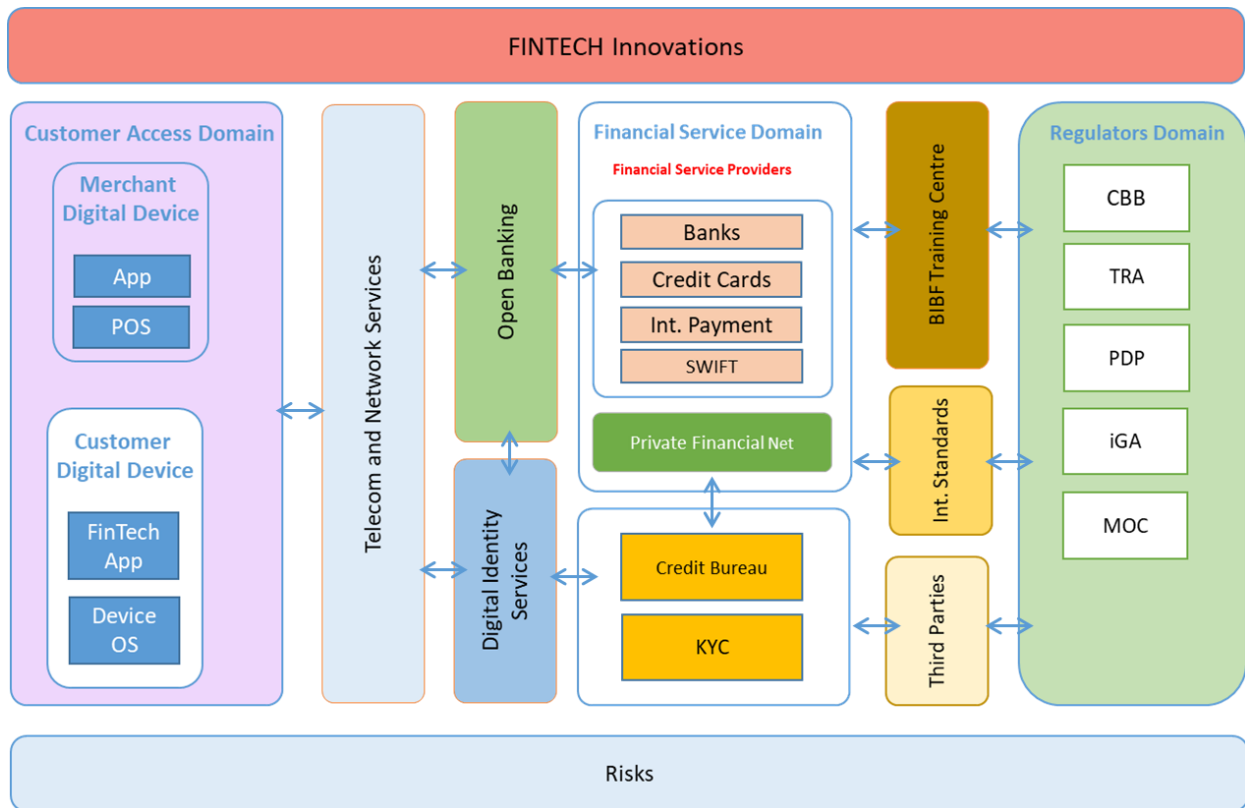 FINTECH Innovations
Customer Access Domain
Merchant
Digital Device
App
POS
Customer
Digital Device
FinTech
App
Device
OS
Telecom and Network Services
Open Banking
Digital Identity
Services
Financial Service Domain
Financial Service Providers
Banks
Credit Cards
Int. Payment
SWIFT
Private Financial Net
Credit Bureau
KYC
BIBF Training Centre
Int. Standards
Third Parties
Regulators Domain
CBB
TRA
PDP
iGA
MOC
Risks